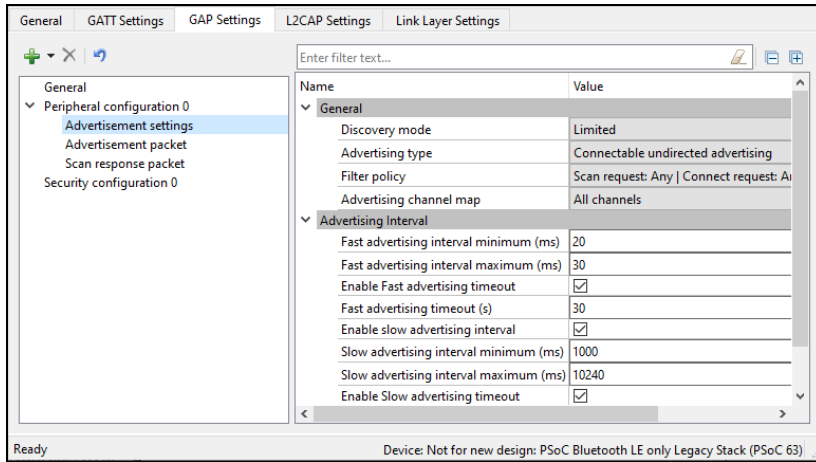 General GATT Settings GAP Settings L2CAP Settings Link Layer Settings
Enter filter text...
General
Peripheral configuration 0
Advertisement settings
Advertisement packet
Scan response packet
Security configuration 0
Name Value
General
Discovery mode Limited
Advertising type Connectable undirected advertising
Filter policy Scan request: Any | Connect request:
Advertising channel map All channels
Advertising Interval
Fast advertising interval minimum (ms) 20
Fast advertising interval maximum (ms) 30
Enable Fast advertising timeout
Fast advertising timeout (s) 30
Enable slow advertising interval
Slow advertising interval minimum (ms) 1000
Slow advertising interval maximum (ms) 10240
Enable Slow advertising timeout
Ready Device: Not for new design: PSoC Bluetooth LE only Legacy Stack (PSoC 63)